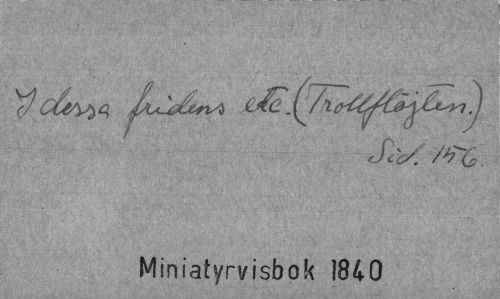 I dessa fridens etc. (Trollflöjten.)
Sid. 156.
Miniatyrvisbok 1840